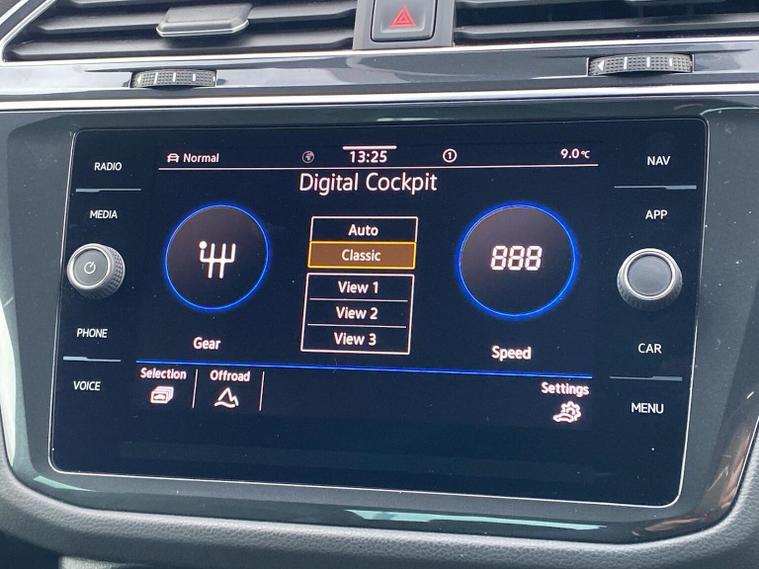 RADIO
MEDIA
PHONE
VOICE
Normal
13:25
1
9.0°C
Digital Cockpit
Auto
Classic
View 1
View 2
View 3
Gear
888
Speed
Selection
Offroad
Settings
NAV
APP
CAR
MENU